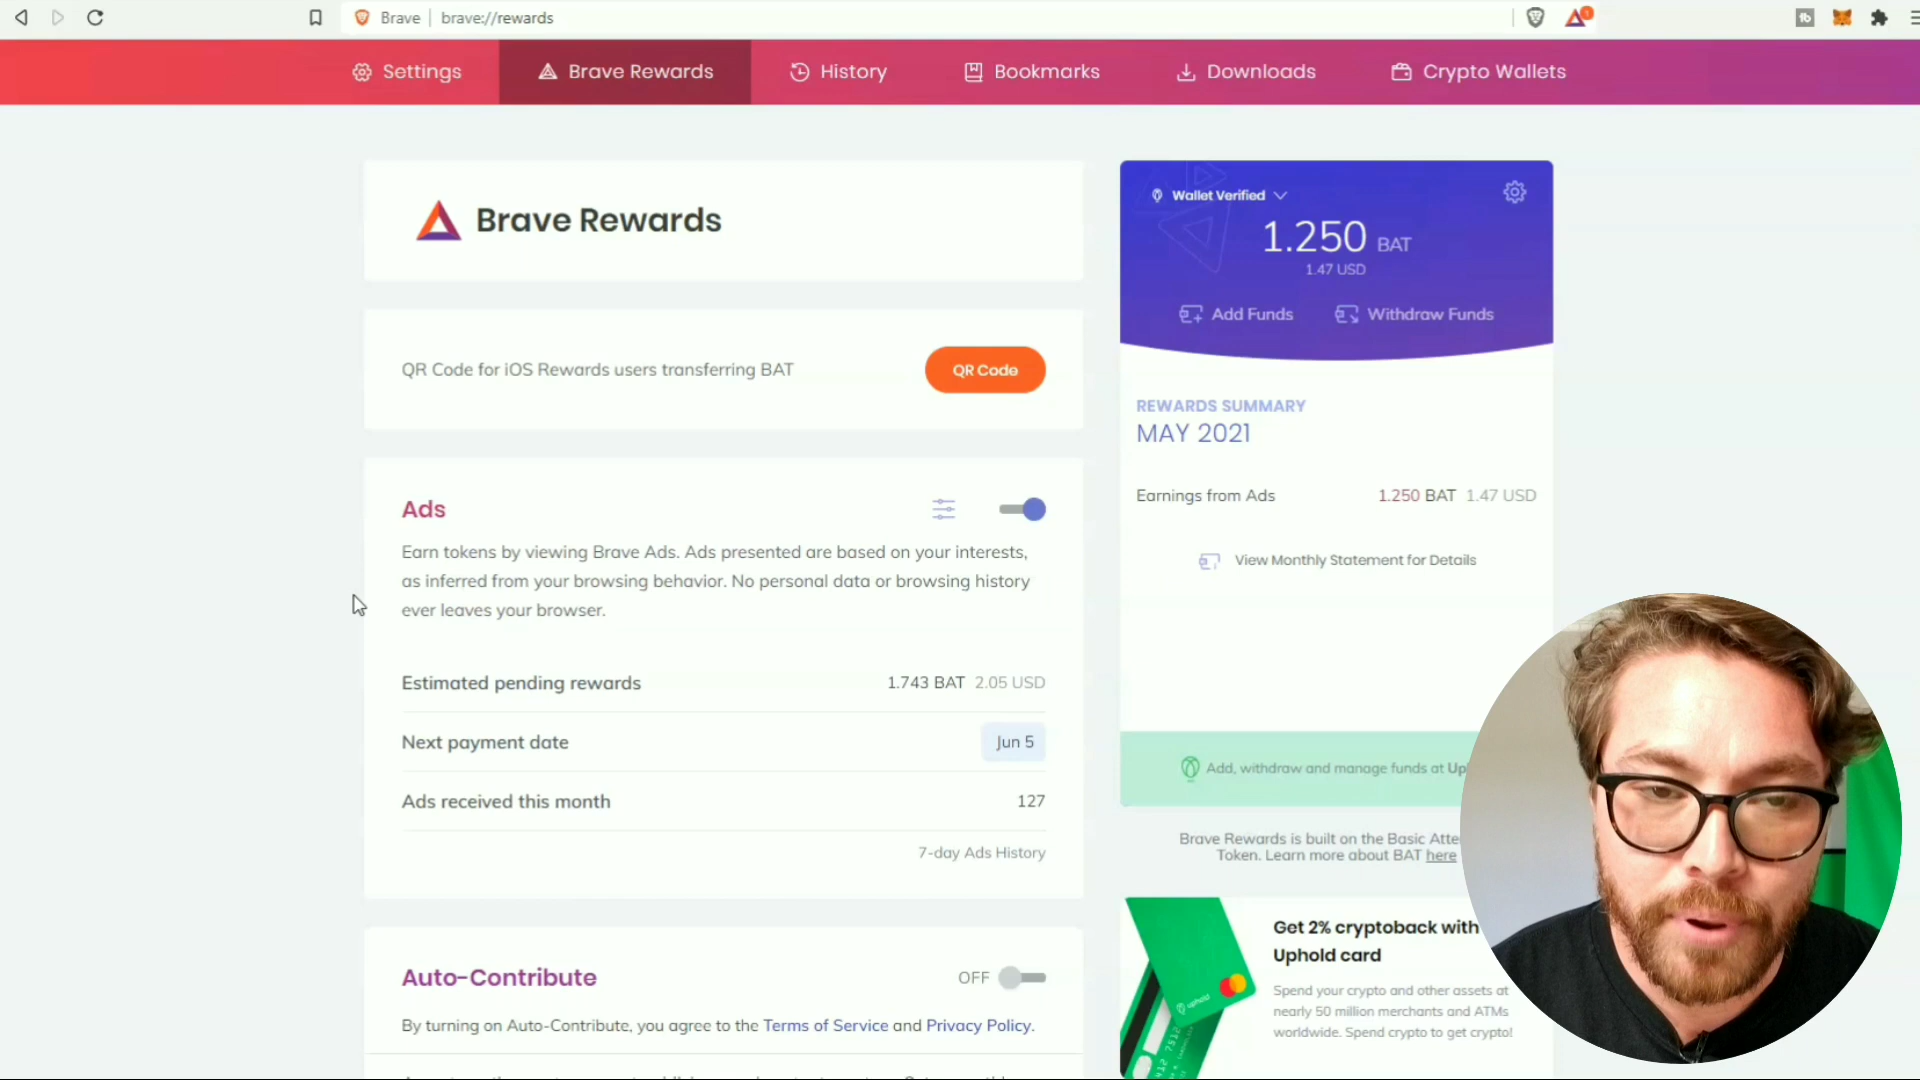 Brave
brave://rewards
1
Settings
Brave Rewards
History
Bookmarks
Downloads
Crypto Wallets
Brave Rewards
QR Code for iOS Rewards users transferring BAT
QR Code
Ads
Earn tokens by viewing Brave Ads. Ads presented are based on your interests,
as inferred from your browsing behavior. No personal data or browsing history
ever leaves your browser.
Estimated pending rewards 1.743 BAT 2.05 USD
Next payment date Jun 5
Ads received this month 127
7-day Ads History
Auto-Contribute OFF
By turning on Auto-Contribute, you agree to the Terms of Service and Privacy Policy.
Wallet Verified
1.250 BAT
1.47 USD
Add Funds
Withdraw Funds
REWARDS SUMMARY
MAY 2021
Earnings from Ads 1.250 BAT 1.47 USD
View Monthly Statement for Details
Add, withdraw and manage funds at Up
Brave Rewards is built on the Basic Atte
Token. Learn more about BAT here
uphold
Get 2% cryptoback with
Uphold card
Spend your crypto and other assets at
nearly 50 million merchants and ATMs
worldwide. Spend crypto to get crypto!